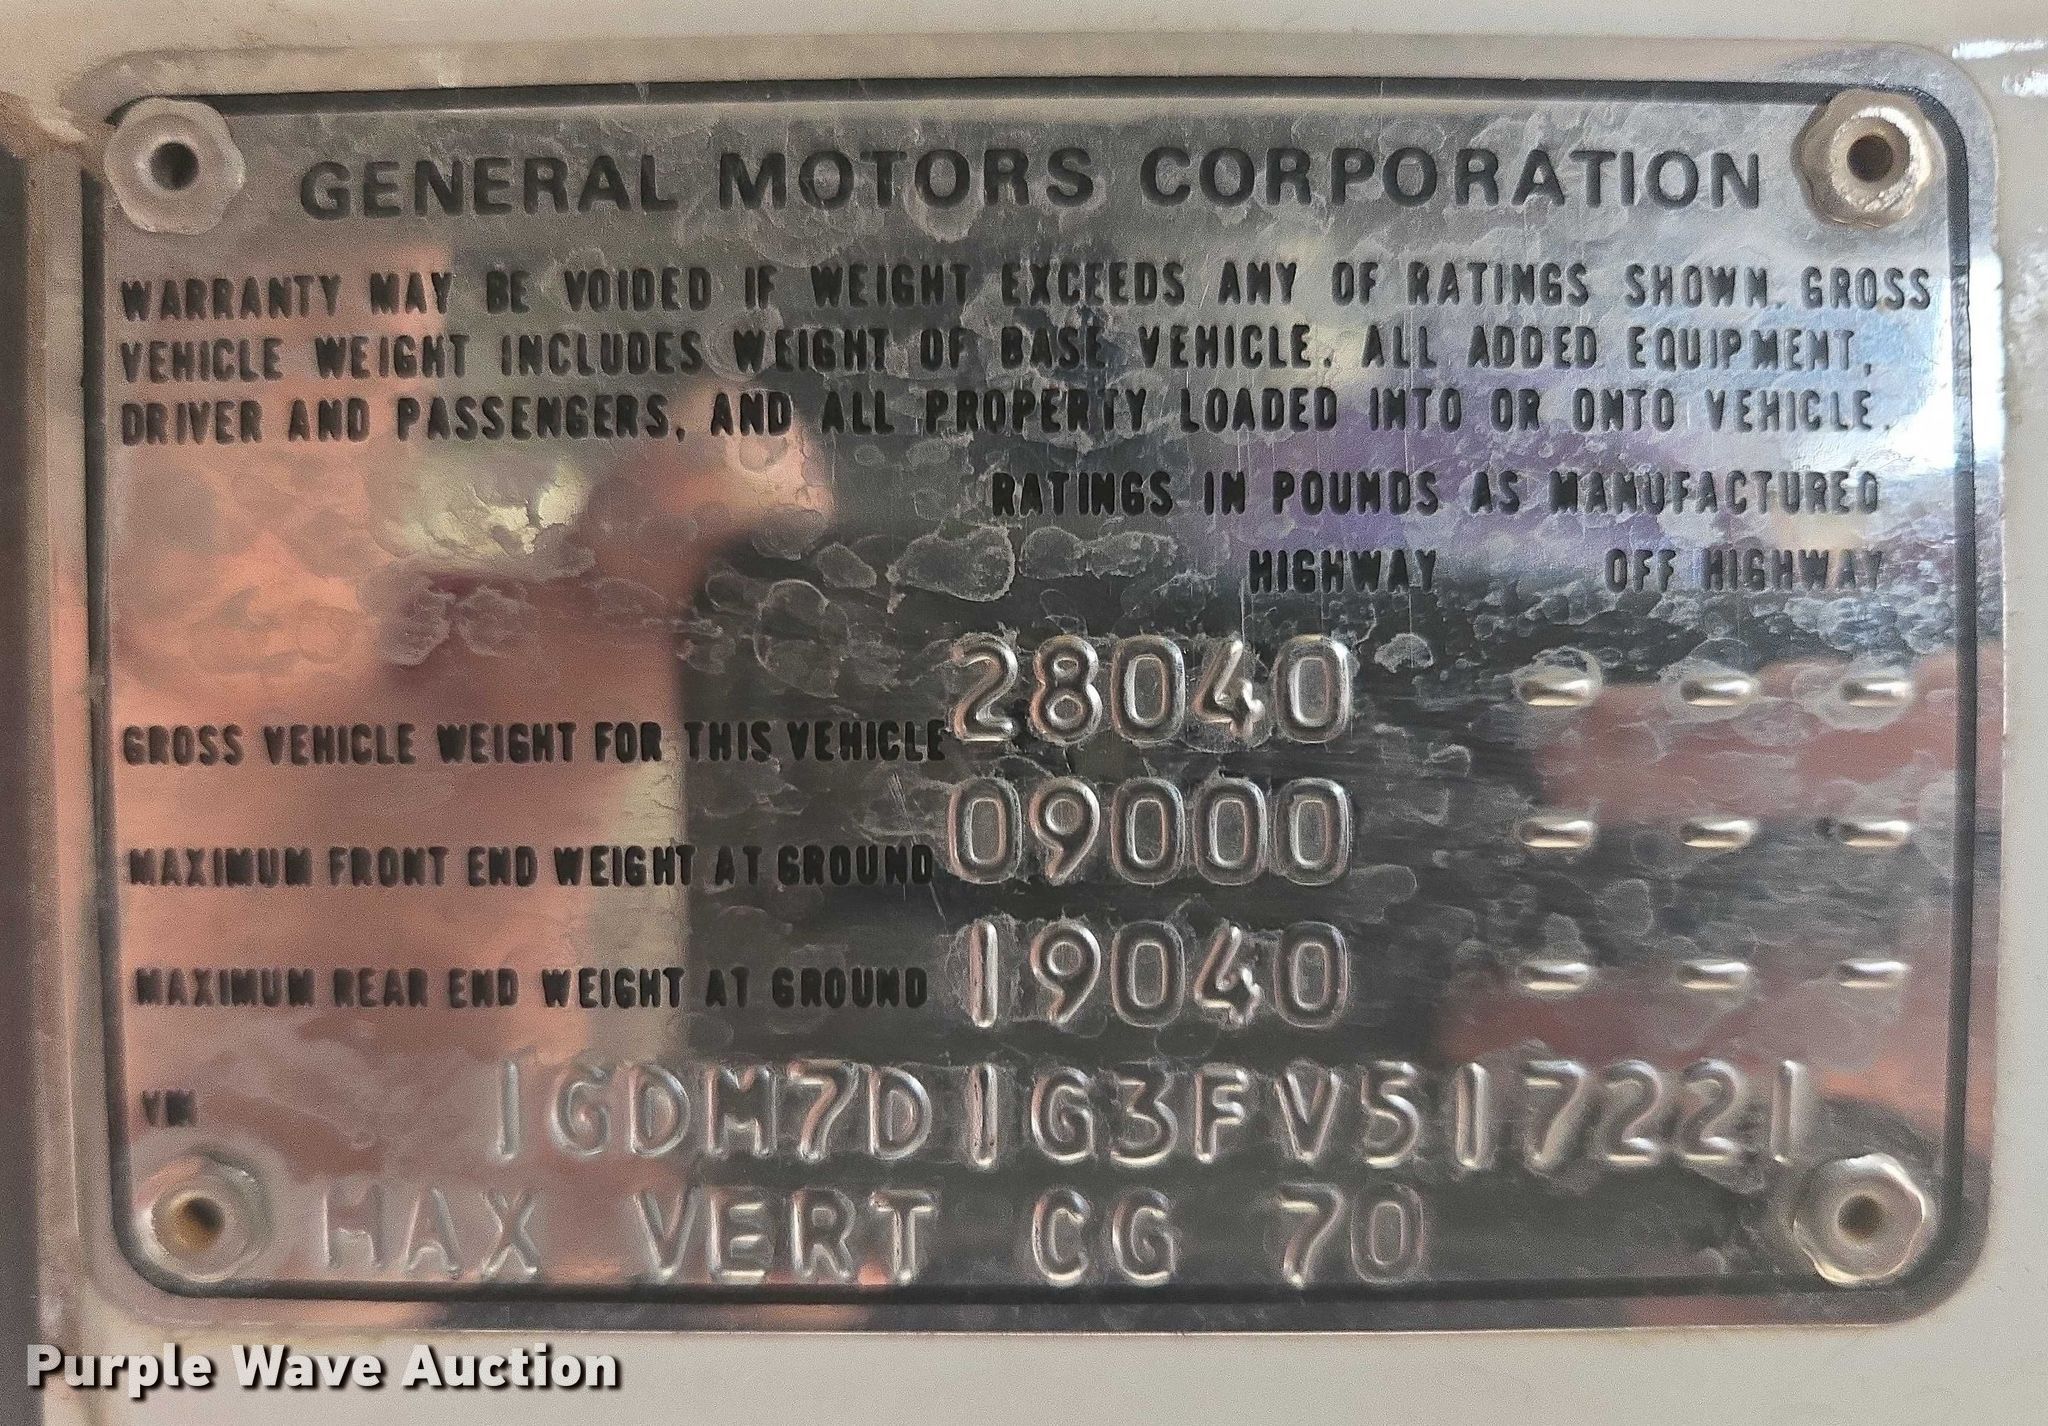 GENERAL MOTORS CORPORATION
WARRANTY MAY BE VOIDED IF WEIGHT EXCEEDS ANY OF RATINGS SHOWN. GROSS
VEHICLE WEIGHT INCLUDES WEIGHT OF BASE VEHICLE. ALL ADDED EQUIPMENT,
DRIVER AND PASSENGERS, AND ALL PROPERTY LOADED INTO OR ONTO VEHICLE.
RATINGS IN POUNDS AS MANUFACTURED
HIGHWAY OFF HIGHWAY
GROSS VEHICLE WEIGHT FOR THIS VEHICLE 28040 - - -
MAXIMUM FRONT END WEIGHT AT GROUND 09000 - - -
MAXIMUM REAR END WEIGHT AT GROUND 19040 - - -
VIN 1GDM7D1G3FV517221
MAX VERT CG 70
Purple Wave Auction